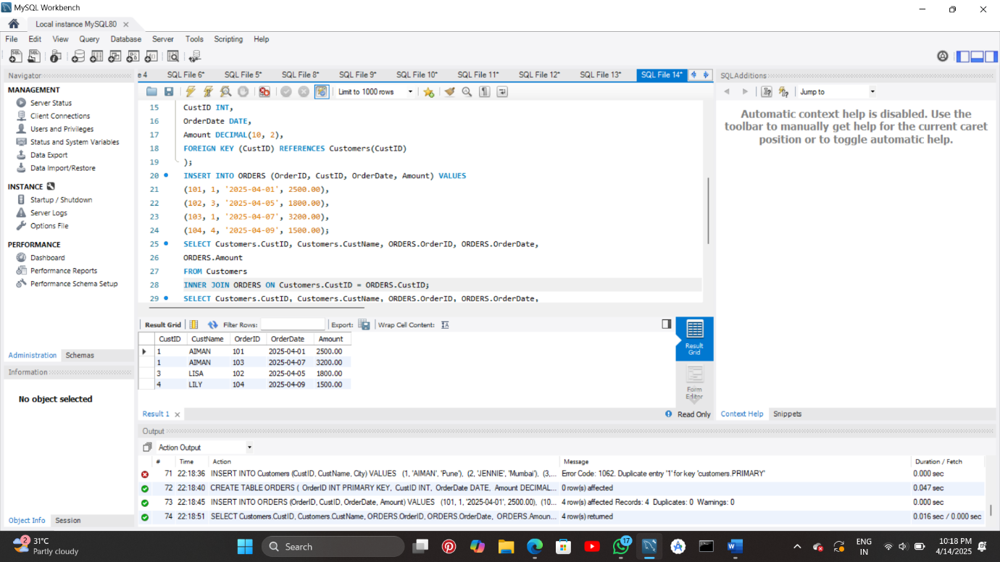 MySQL Workbench
Local instance MySQL80
File Edit View Query Database Server Tools Scripting Help
Navigator
MANAGEMENT
Server Status
Client Connections
Users and Privileges
Status and System Variables
Data Export
Data Import/Restore
INSTANCE
Startup / Shutdown
Server Logs
Options File
PERFORMANCE
Dashboard
Performance Reports
Performance Schema Setup
Administration Schemas
Information
No object selected
Object Info Session
e 4 SQL File 6* SQL File 5* SQL File 8* SQL File 9* SQL File 10* SQL File 11* SQL File 12* SQL File 13* SQL File 14*
Limit to 1000 rows
15 CustID INT,
16 OrderDate DATE,
17 Amount DECIMAL(10, 2),
18 FOREIGN KEY (CustID) REFERENCES Customers(CustID)
19 );
20 INSERT INTO ORDERS (OrderID, CustID, OrderDate, Amount) VALUES
21 (101, 1, '2025-04-01', 2500.00),
22 (102, 3, '2025-04-05', 1800.00),
23 (103, 1, '2025-04-07', 3200.00),
24 (104, 4, '2025-04-09', 1500.00);
25 SELECT Customers.CustID, Customers.CustName, ORDERS.OrderID, ORDERS.OrderDate,
26 ORDERS.Amount
27 FROM Customers
28 INNER JOIN ORDERS ON Customers.CustID = ORDERS.CustID;
29 SELECT Customers.CustID, Customers.CustName, ORDERS.OrderID, ORDERS.OrderDate,
Result Grid Filter Rows: Export: Wrap Cell Content:
CustID CustName OrderID OrderDate Amount
1 AIMAN 101 2025-04-01 2500.00
1 AIMAN 103 2025-04-07 3200.00
3 LISA 102 2025-04-05 1800.00
4 LILY 104 2025-04-09 1500.00
Result Grid
Form Editor
Result 1
Read Only
SQLAdditions
Jump to
Automatic context help is disabled. Use the
toolbar to manually get help for the current caret
position or to toggle automatic help.
Context Help Snippets
Output
Action Output
# Time Action Message Duration / Fetch
71 22:18:36 INSERT INTO Customers (CustID, CustName, City) VALUES (1, 'AIMAN', 'Pune'), (2, 'JENNIE', 'Mumbai'), (3,... Error Code: 1062. Duplicate entry '1' for key 'customers.PRIMARY' 0.000 sec
72 22:18:40 CREATE TABLE ORDERS ( OrderID INT PRIMARY KEY, CustID INT, OrderDate DATE, Amount DECIMAL... 0 row(s) affected 0.047 sec
73 22:18:45 INSERT INTO ORDERS (OrderID, CustID, OrderDate, Amount) VALUES (101, 1, '2025-04-01', 2500.00), (10... 4 row(s) affected Records: 4 Duplicates: 0 Warnings: 0 0.000 sec
74 22:18:51 SELECT Customers.CustID, Customers.CustName, ORDERS.OrderID, ORDERS.OrderDate, ORDERS.Amoun... 4 row(s) returned 0.016 sec / 0.000 sec
2
31°C
Partly cloudy
Search
17
ENG
IN
10:18 PM
4/14/2025